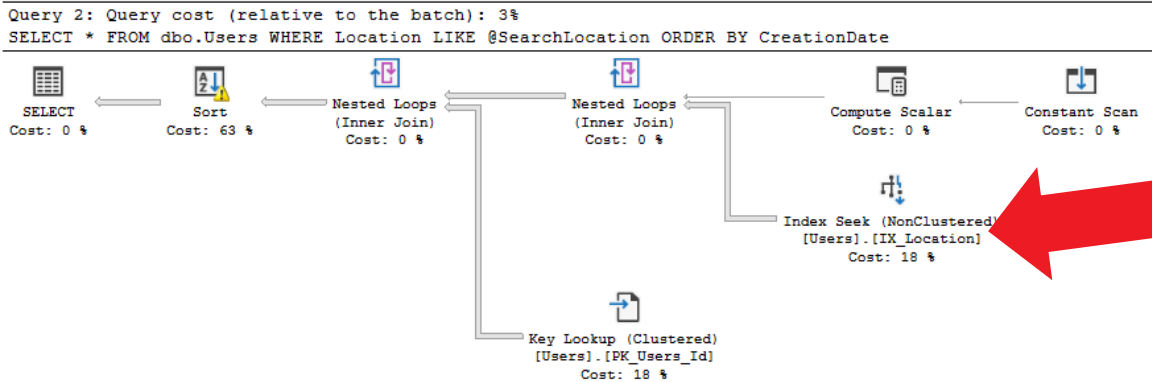 Query 2: Query cost (relative to the batch): 3%
SELECT * FROM dbo.Users WHERE Location LIKE @SearchLocation ORDER BY CreationDate
SELECT
Cost: 0 %
Sort
Cost: 63 %
Nested Loops
(Inner Join)
Cost: 0 %
Nested Loops
(Inner Join)
Cost: 0 %
Compute Scalar
Cost: 0 %
Constant Scan
Cost: 0 %
Index Seek (NonClustered)
[Users].[IX_Location]
Cost: 18 %
Key Lookup (Clustered)
[Users].[PK_Users_Id]
Cost: 18 %